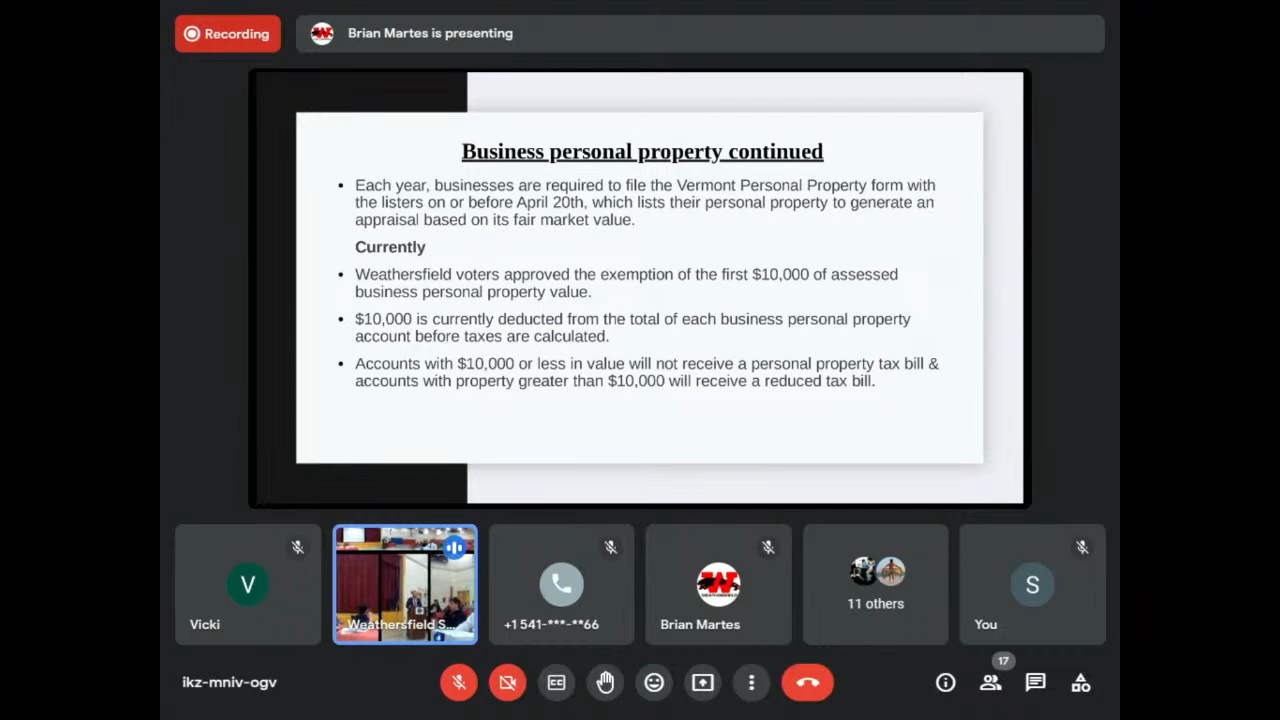 Recording
Brian Martes is presenting
Business personal property continued
• Each year, businesses are required to file the Vermont Personal Property form with
the listers on or before April 20th, which lists their personal property to generate an
appraisal based on its fair market value.
Currently
• Weathersfield voters approved the exemption of the first $10,000 of assessed
business personal property value.
• $10,000 is currently deducted from the total of each business personal property
account before taxes are calculated.
• Accounts with $10,000 or less in value will not receive a personal property tax bill &
accounts with property greater than $10,000 will receive a reduced tax bill.
V
Vicki
Weathersfield S...
+1 541-***-**66
W
Brian Martes
11 others
S
You
17
ikz-mniv-ogv
CC